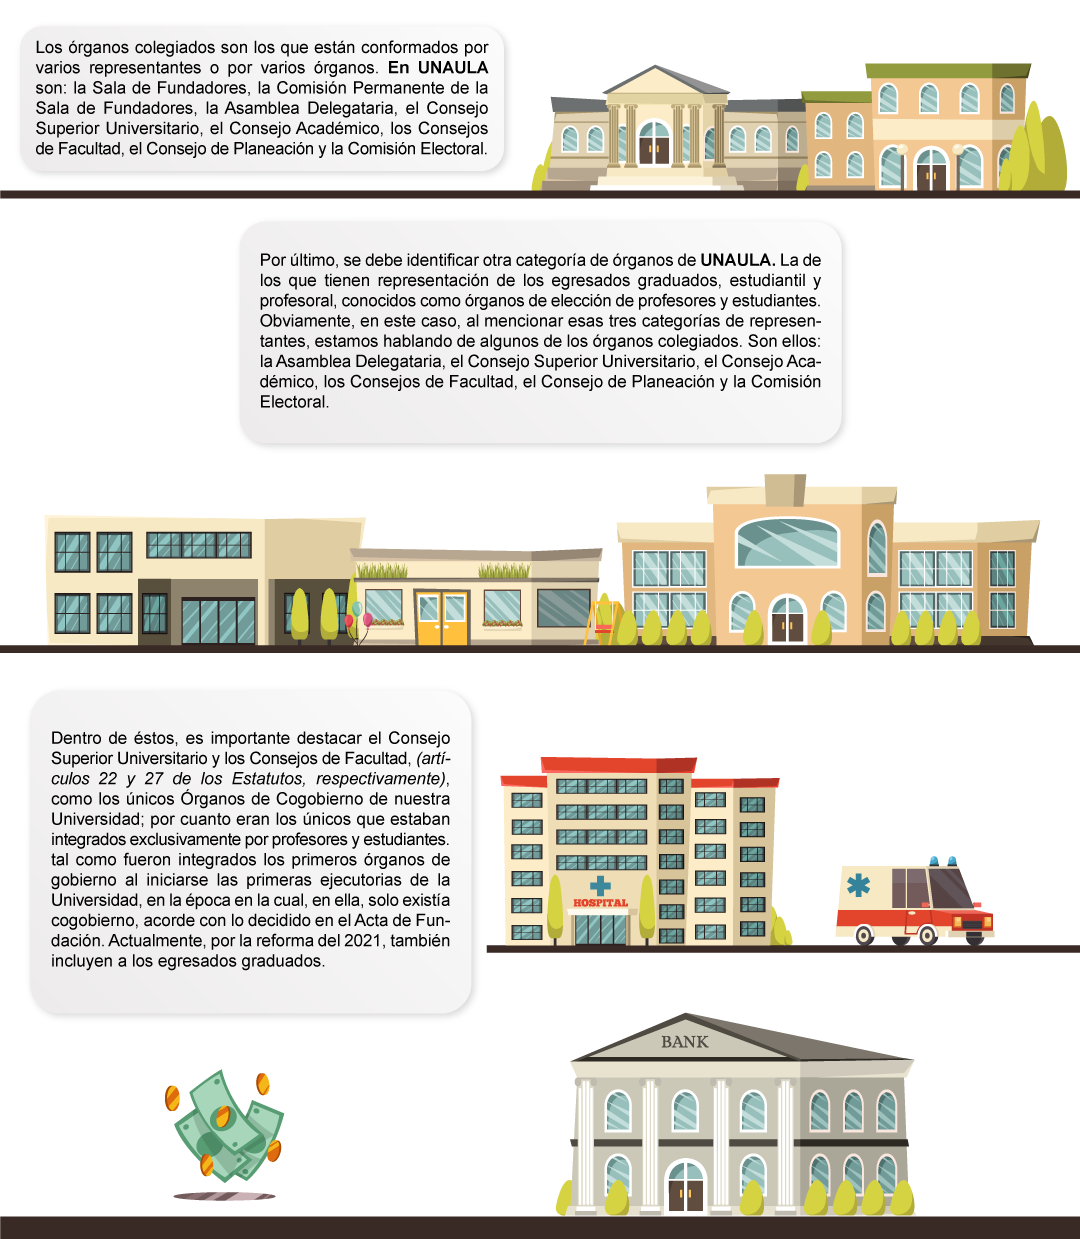 Los órganos colegiados son los que están conformados por
varios representantes o por varios órganos. En UNAULA
son: la Sala de Fundadores, la Comisión Permanente de la
Sala de Fundadores, la Asamblea Delegataria, el Consejo
Superior Universitario, el Consejo Académico, los Consejos
de Facultad, el Consejo de Planeación y la Comisión Electoral.
Por último, se debe identificar otra categoría de órganos de UNAULA. La de
los que tienen representación de los egresados graduados, estudiantil y
profesoral, conocidos como órganos de elección de profesores y estudiantes.
Obviamente, en este caso, al mencionar esas tres categorías de represen-
tantes, estamos hablando de algunos de los órganos colegiados. Son ellos:
la Asamblea Delegataria, el Consejo Superior Universitario, el Consejo Aca-
démico, los Consejos de Facultad, el Consejo de Planeación y la Comisión
Electoral.
Dentro de éstos, es importante destacar el Consejo
Superior Universitario y los Consejos de Facultad, (artí-
culos 22 y 27 de los Estatutos, respectivamente),
como los únicos Órganos de Cogobierno de nuestra
Universidad; por cuanto eran los únicos que estaban
integrados exclusivamente por profesores y estudiantes.
tal como fueron integrados los primeros órganos de
gobierno al iniciarse las primeras ejecutorias de la
Universidad, en la época en la cual, en ella, solo existía
cogobierno, acorde con lo decidido en el Acta de Fun-
dación. Actualmente, por la reforma del 2021, también
incluyen a los egresados graduados.
HOSPITAL
BANK